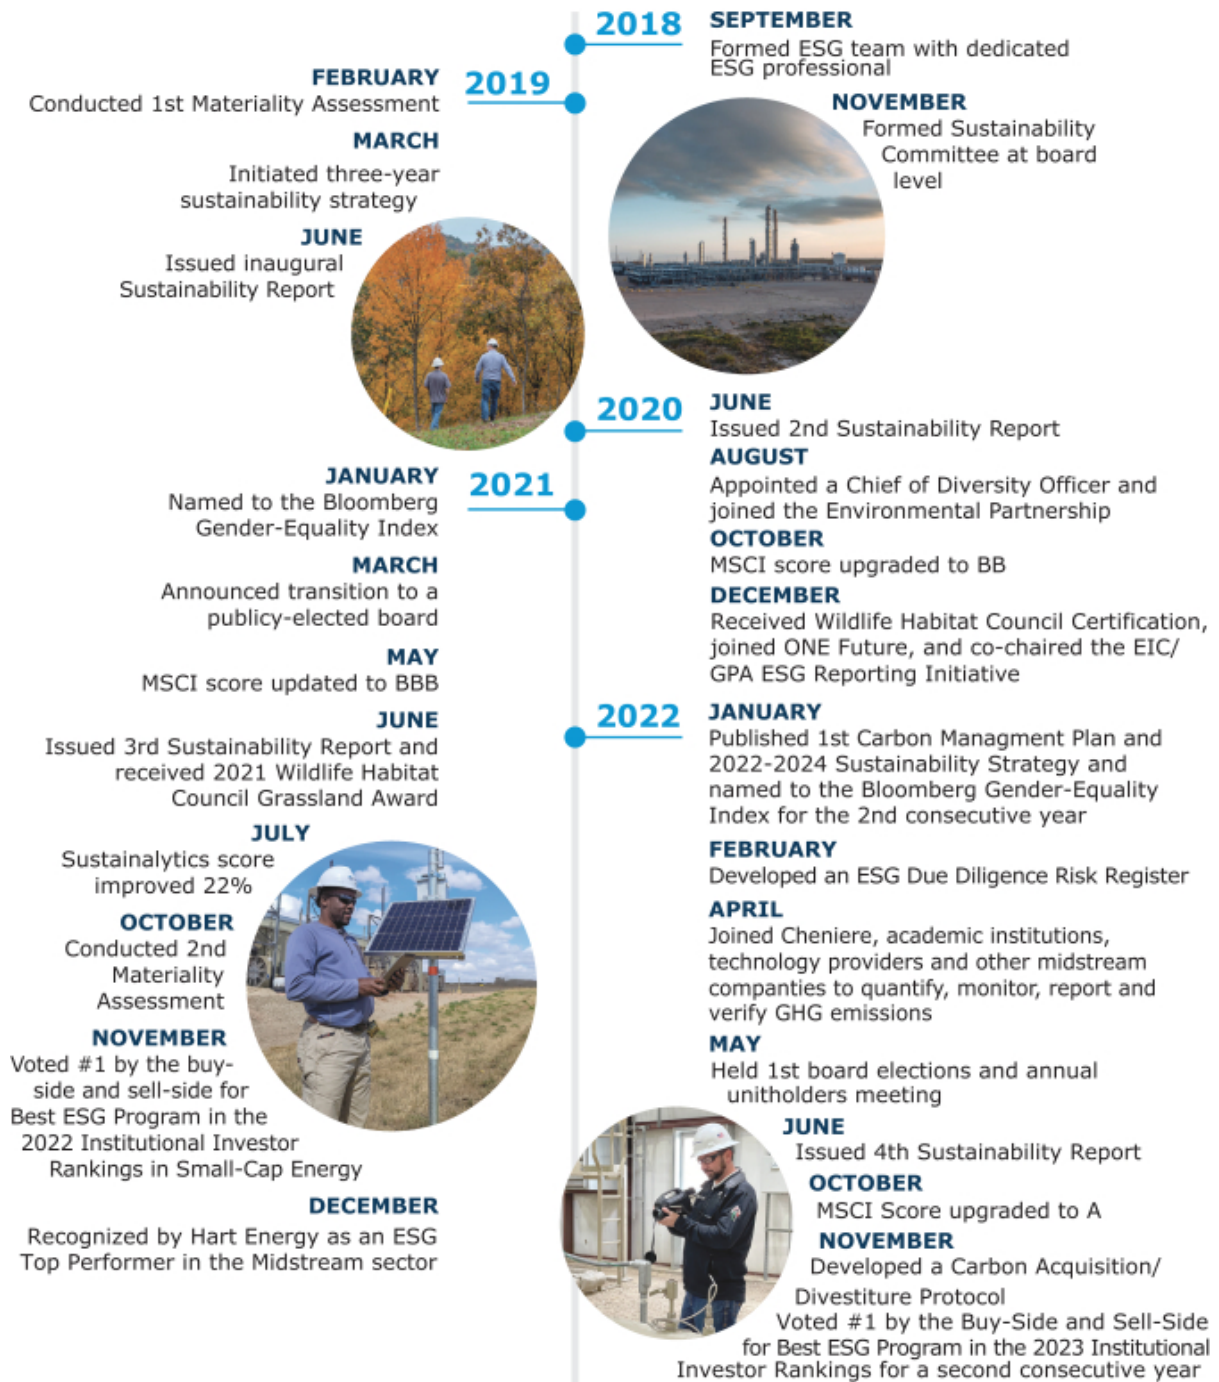 2018
SEPTEMBER
Formed ESG team with dedicated
ESG professional
NOVEMBER
Formed Sustainability
Committee at board
level
2019
FEBRUARY
Conducted 1st Materiality Assessment
MARCH
Initiated three-year
sustainability strategy
JUNE
Issued inaugural
Sustainability Report
2020
JUNE
Issued 2nd Sustainability Report
AUGUST
Appointed a Chief of Diversity Officer and
joined the Environmental Partnership
OCTOBER
MSCI score upgraded to BB
DECEMBER
Received Wildlife Habitat Council Certification,
joined ONE Future, and co-chaired the EIC/
GPA ESG Reporting Initiative
2021
JANUARY
Named to the Bloomberg
Gender-Equality Index
MARCH
Announced transition to a
publicy-elected board
MAY
MSCI score updated to BBB
JUNE
Issued 3rd Sustainability Report and
received 2021 Wildlife Habitat
Council Grassland Award
JULY
Sustainalytics score
improved 22%
OCTOBER
Conducted 2nd
Materiality
Assessment
NOVEMBER
Voted #1 by the buy-
side and sell-side for
Best ESG Program in the
2022 Institutional Investor
Rankings in Small-Cap Energy
DECEMBER
Recognized by Hart Energy as an ESG
Top Performer in the Midstream sector
2022
JANUARY
Published 1st Carbon Managment Plan and
2022-2024 Sustainability Strategy and
named to the Bloomberg Gender-Equality
Index for the 2nd consecutive year
FEBRUARY
Developed an ESG Due Diligence Risk Register
APRIL
Joined Cheniere, academic institutions,
technology providers and other midstream
companties to quantify, monitor, report and
verify GHG emissions
MAY
Held 1st board elections and annual
unitholders meeting
JUNE
Issued 4th Sustainability Report
OCTOBER
MSCI Score upgraded to A
NOVEMBER
Developed a Carbon Acquisition/
Divestiture Protocol
Voted #1 by the Buy-Side and Sell-Side
for Best ESG Program in the 2023 Institutional
Investor Rankings for a second consecutive year